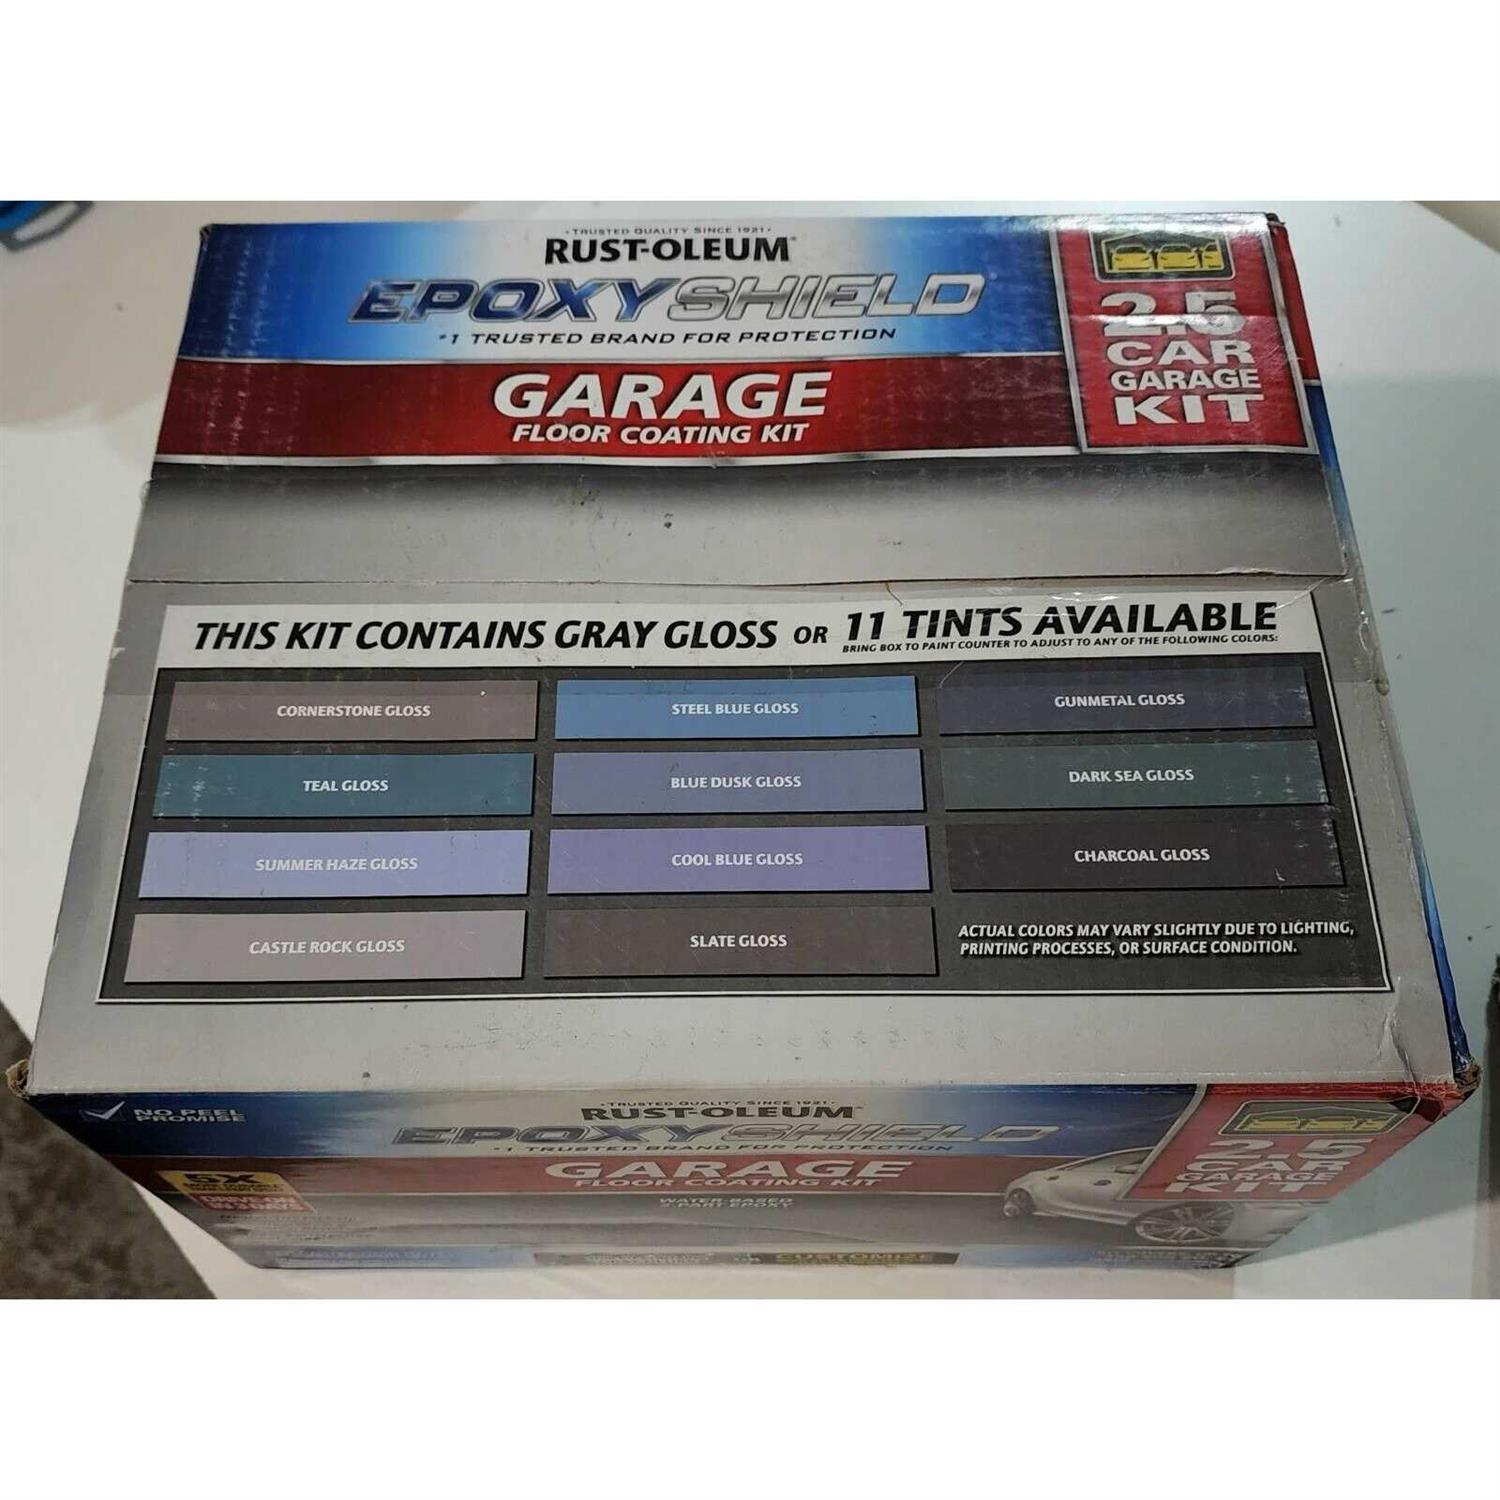 • TRUSTED QUALITY SINCE 1921 •
RUST-OLEUM®
EPOXYSHIELD
#1 TRUSTED BRAND FOR PROTECTION
GARAGE
FLOOR COATING KIT
2.5
CAR
GARAGE
KIT
THIS KIT CONTAINS GRAY GLOSS OR 11 TINTS AVAILABLE
BRING BOX TO PAINT COUNTER TO ADJUST TO ANY OF THE FOLLOWING COLORS:
CORNERSTONE GLOSS
STEEL BLUE GLOSS
GUNMETAL GLOSS
TEAL GLOSS
BLUE DUSK GLOSS
DARK SEA GLOSS
SUMMER HAZE GLOSS
COOL BLUE GLOSS
CHARCOAL GLOSS
CASTLE ROCK GLOSS
SLATE GLOSS
ACTUAL COLORS MAY VARY SLIGHTLY DUE TO LIGHTING,
PRINTING PROCESSES, OR SURFACE CONDITION.
NO PEEL
PROMISE
• TRUSTED QUALITY SINCE 1921 •
RUST-OLEUM
EPOXYSHIELD
#1 TRUSTED BRAND FOR PROTECTION
GARAGE
FLOOR COATING KIT
WATER-BASED
2-PART EPOXY
5X
DRIVE-ON
IN 3 DAYS
2.5
CAR
GARAGE
KIT
CUSTOMIZE